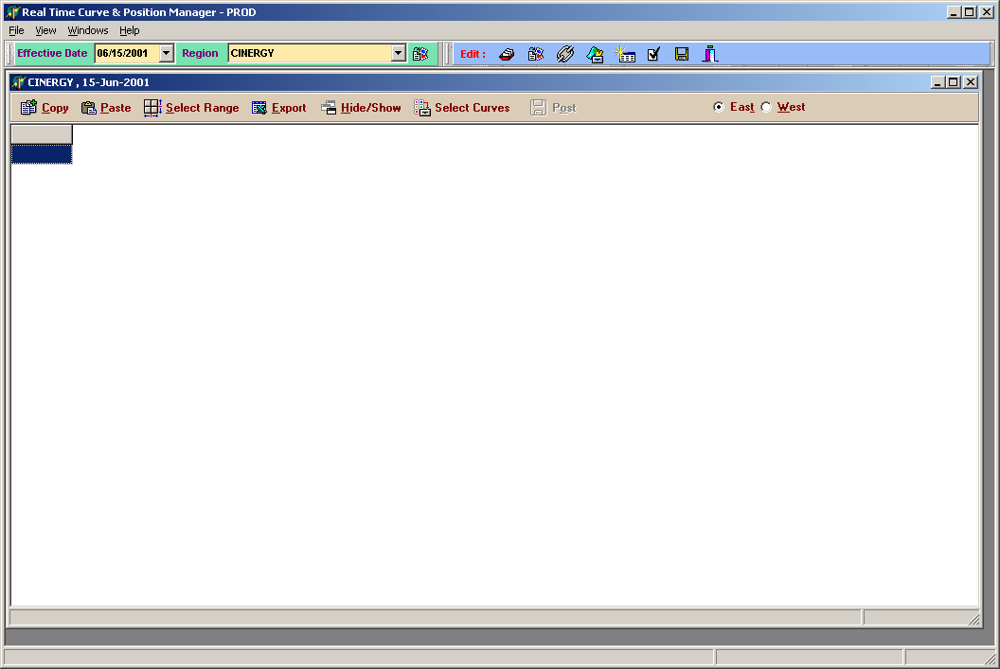 Real Time Curve & Position Manager - PROD
File View Windows Help
Effective Date 06/15/2001 Region CINERGY Edit :
CINERGY , 15-Jun-2001
Copy Paste Select Range Export Hide/Show Select Curves Post East West